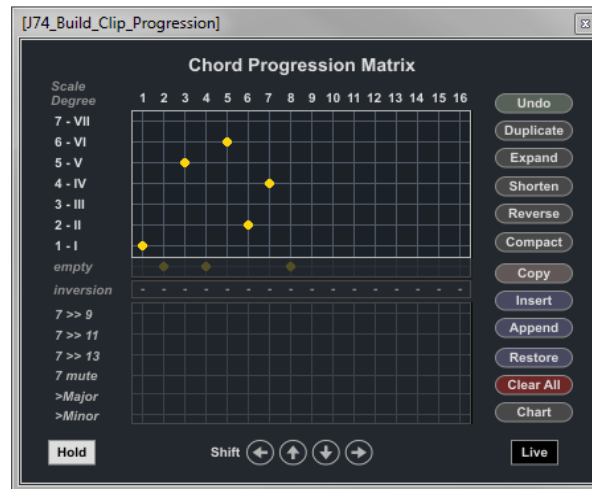 [J74_Build_Clip_Progression]
Chord Progression Matrix
Scale
Degree
1 2 3 4 5 6 7 8 9 10 11 12 13 14 15 16
7 - VII
6 - VI
5 - V
4 - IV
3 - III
2 - II
1 - I
empty
inversion - - - - - - - - - - - - - - - -
7 >> 9
7 >> 11
7 >> 13
7 mute
>Major
>Minor
Undo
Duplicate
Expand
Shorten
Reverse
Compact
Copy
Insert
Append
Restore
Clear All
Chart
Hold
Shift
Live